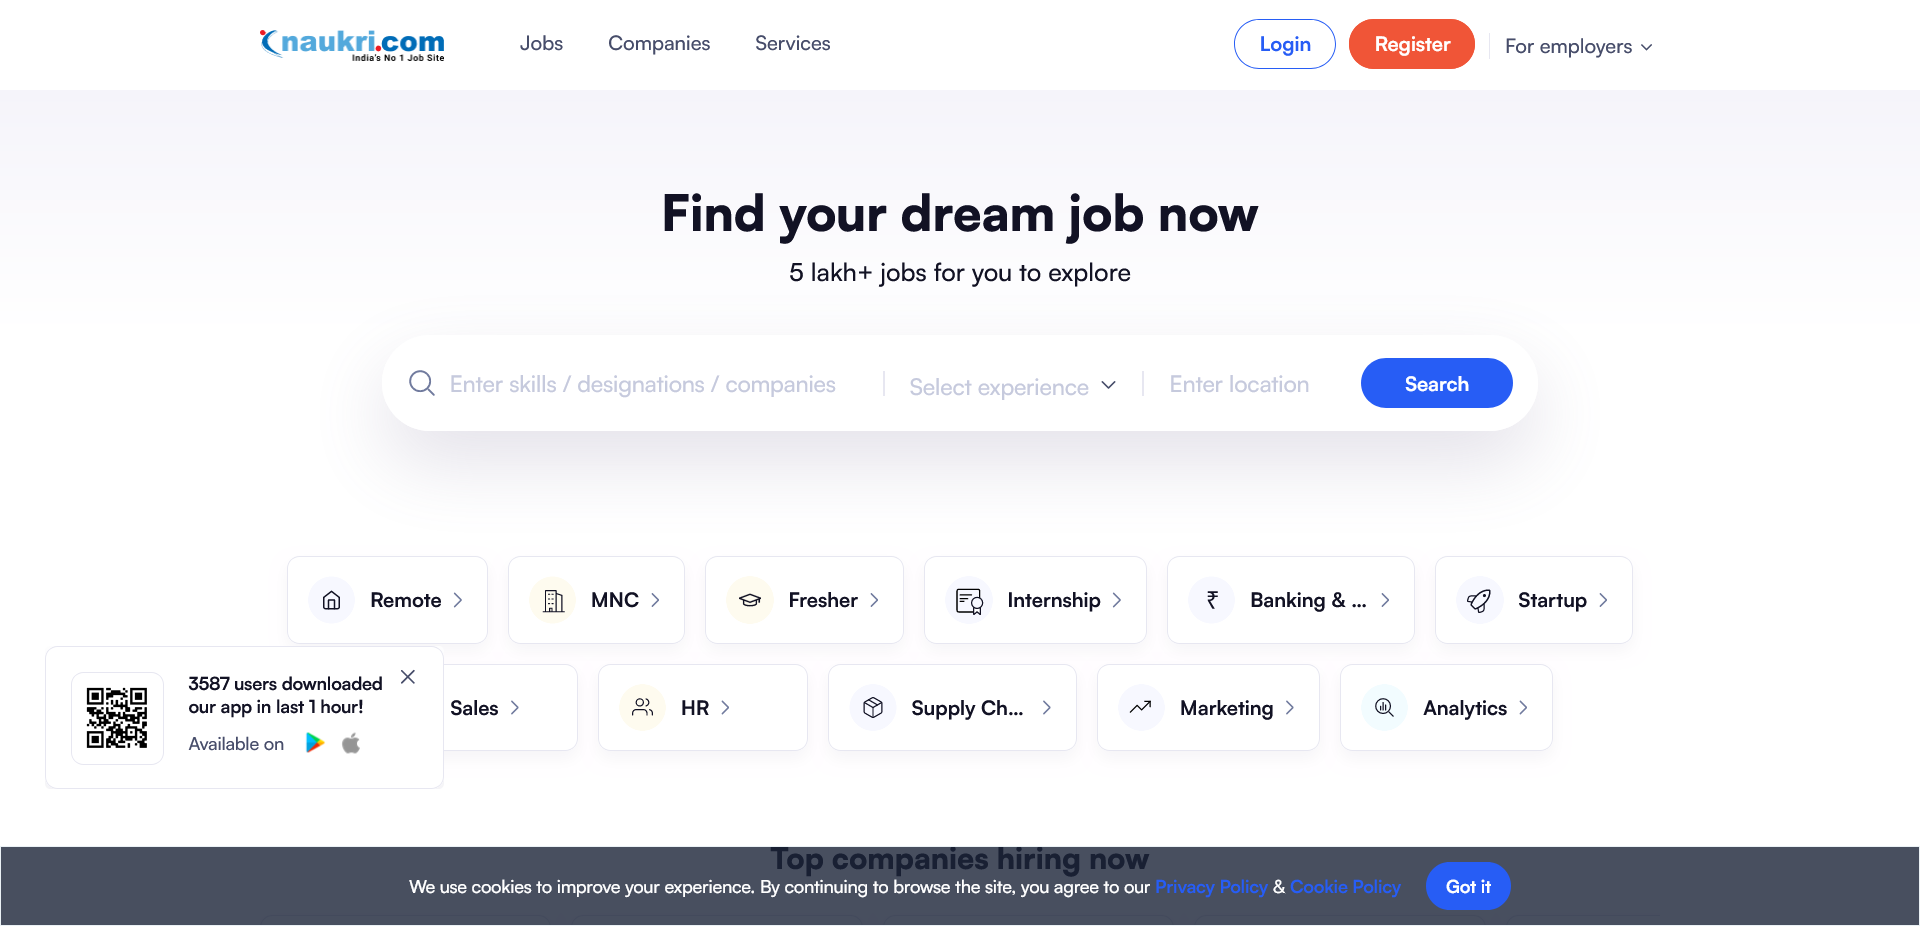 naukri.com
India's No 1 Job Site
Jobs
Companies
Services
Login
Register
For employers
Find your dream job now
5 lakh+ jobs for you to explore
Enter skills / designations / companies
Select experience
Enter location
Search
Remote
MNC
Fresher
Internship
Banking & ...
Startup
Sales
HR
Supply Ch...
Marketing
Analytics
3587 users downloaded
our app in last 1 hour!
Available on
Top companies hiring now
We use cookies to improve your experience. By continuing to browse the site, you agree to our Privacy Policy & Cookie Policy
Got it